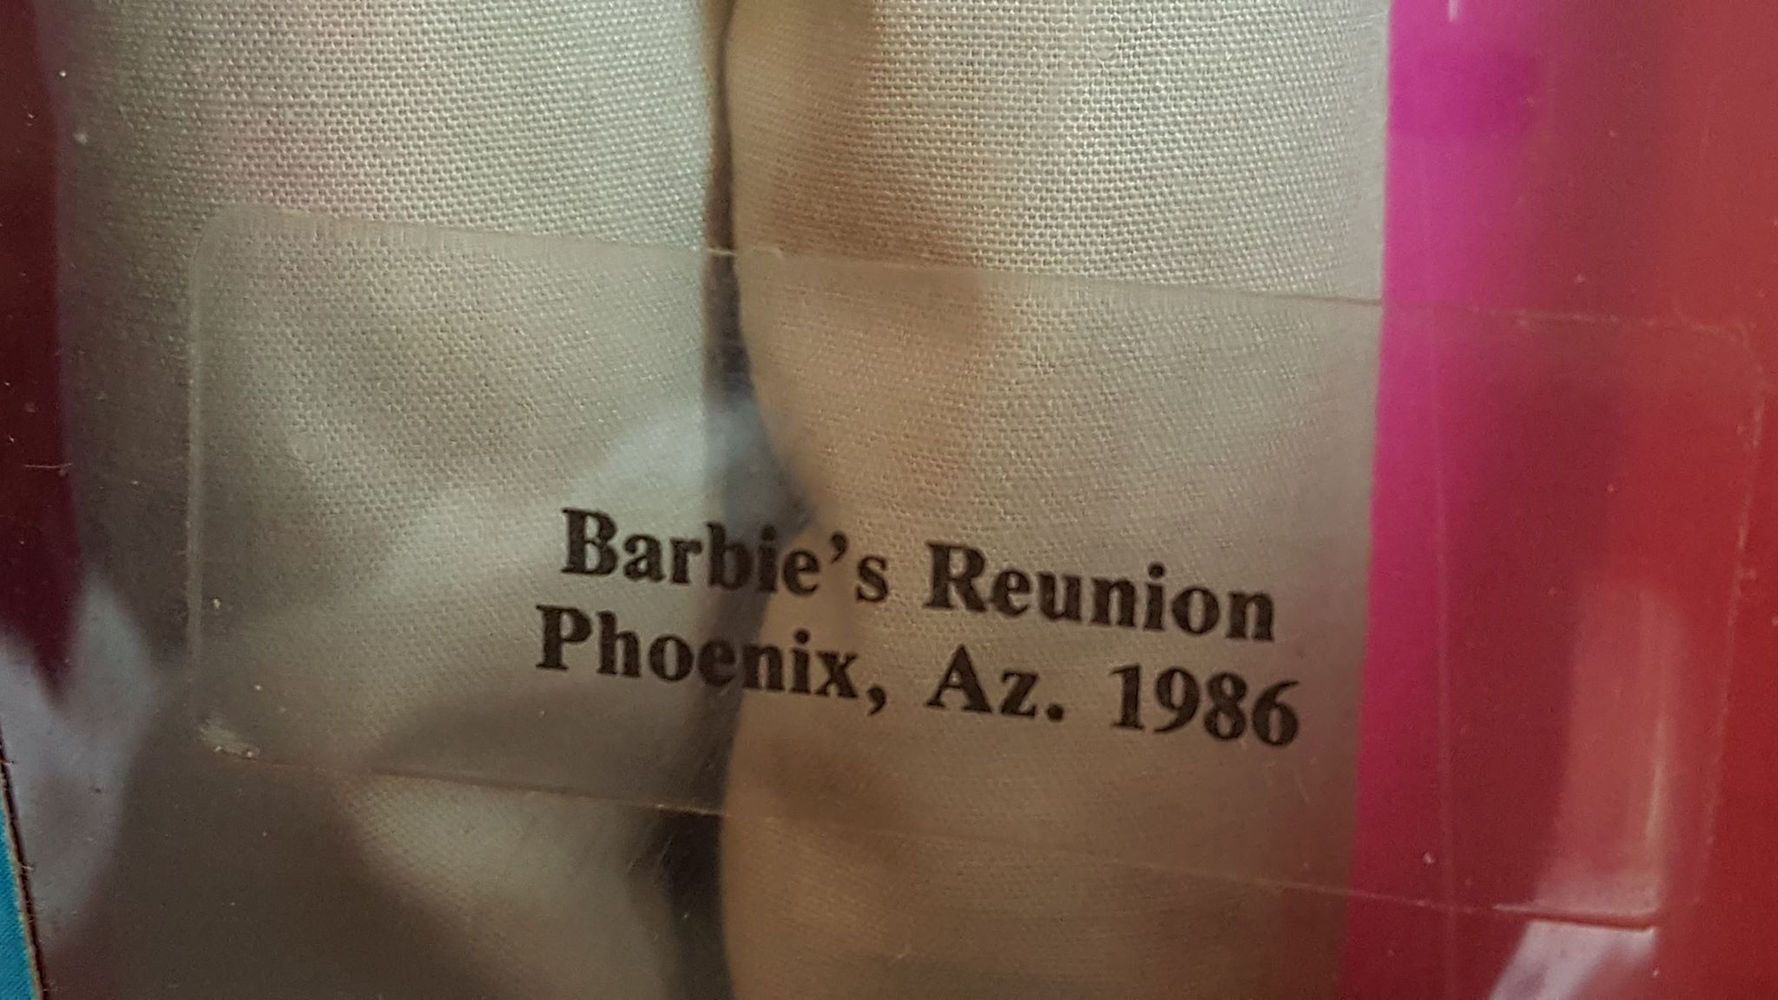 Barbie's Reunion
Phoenix, Az. 1986